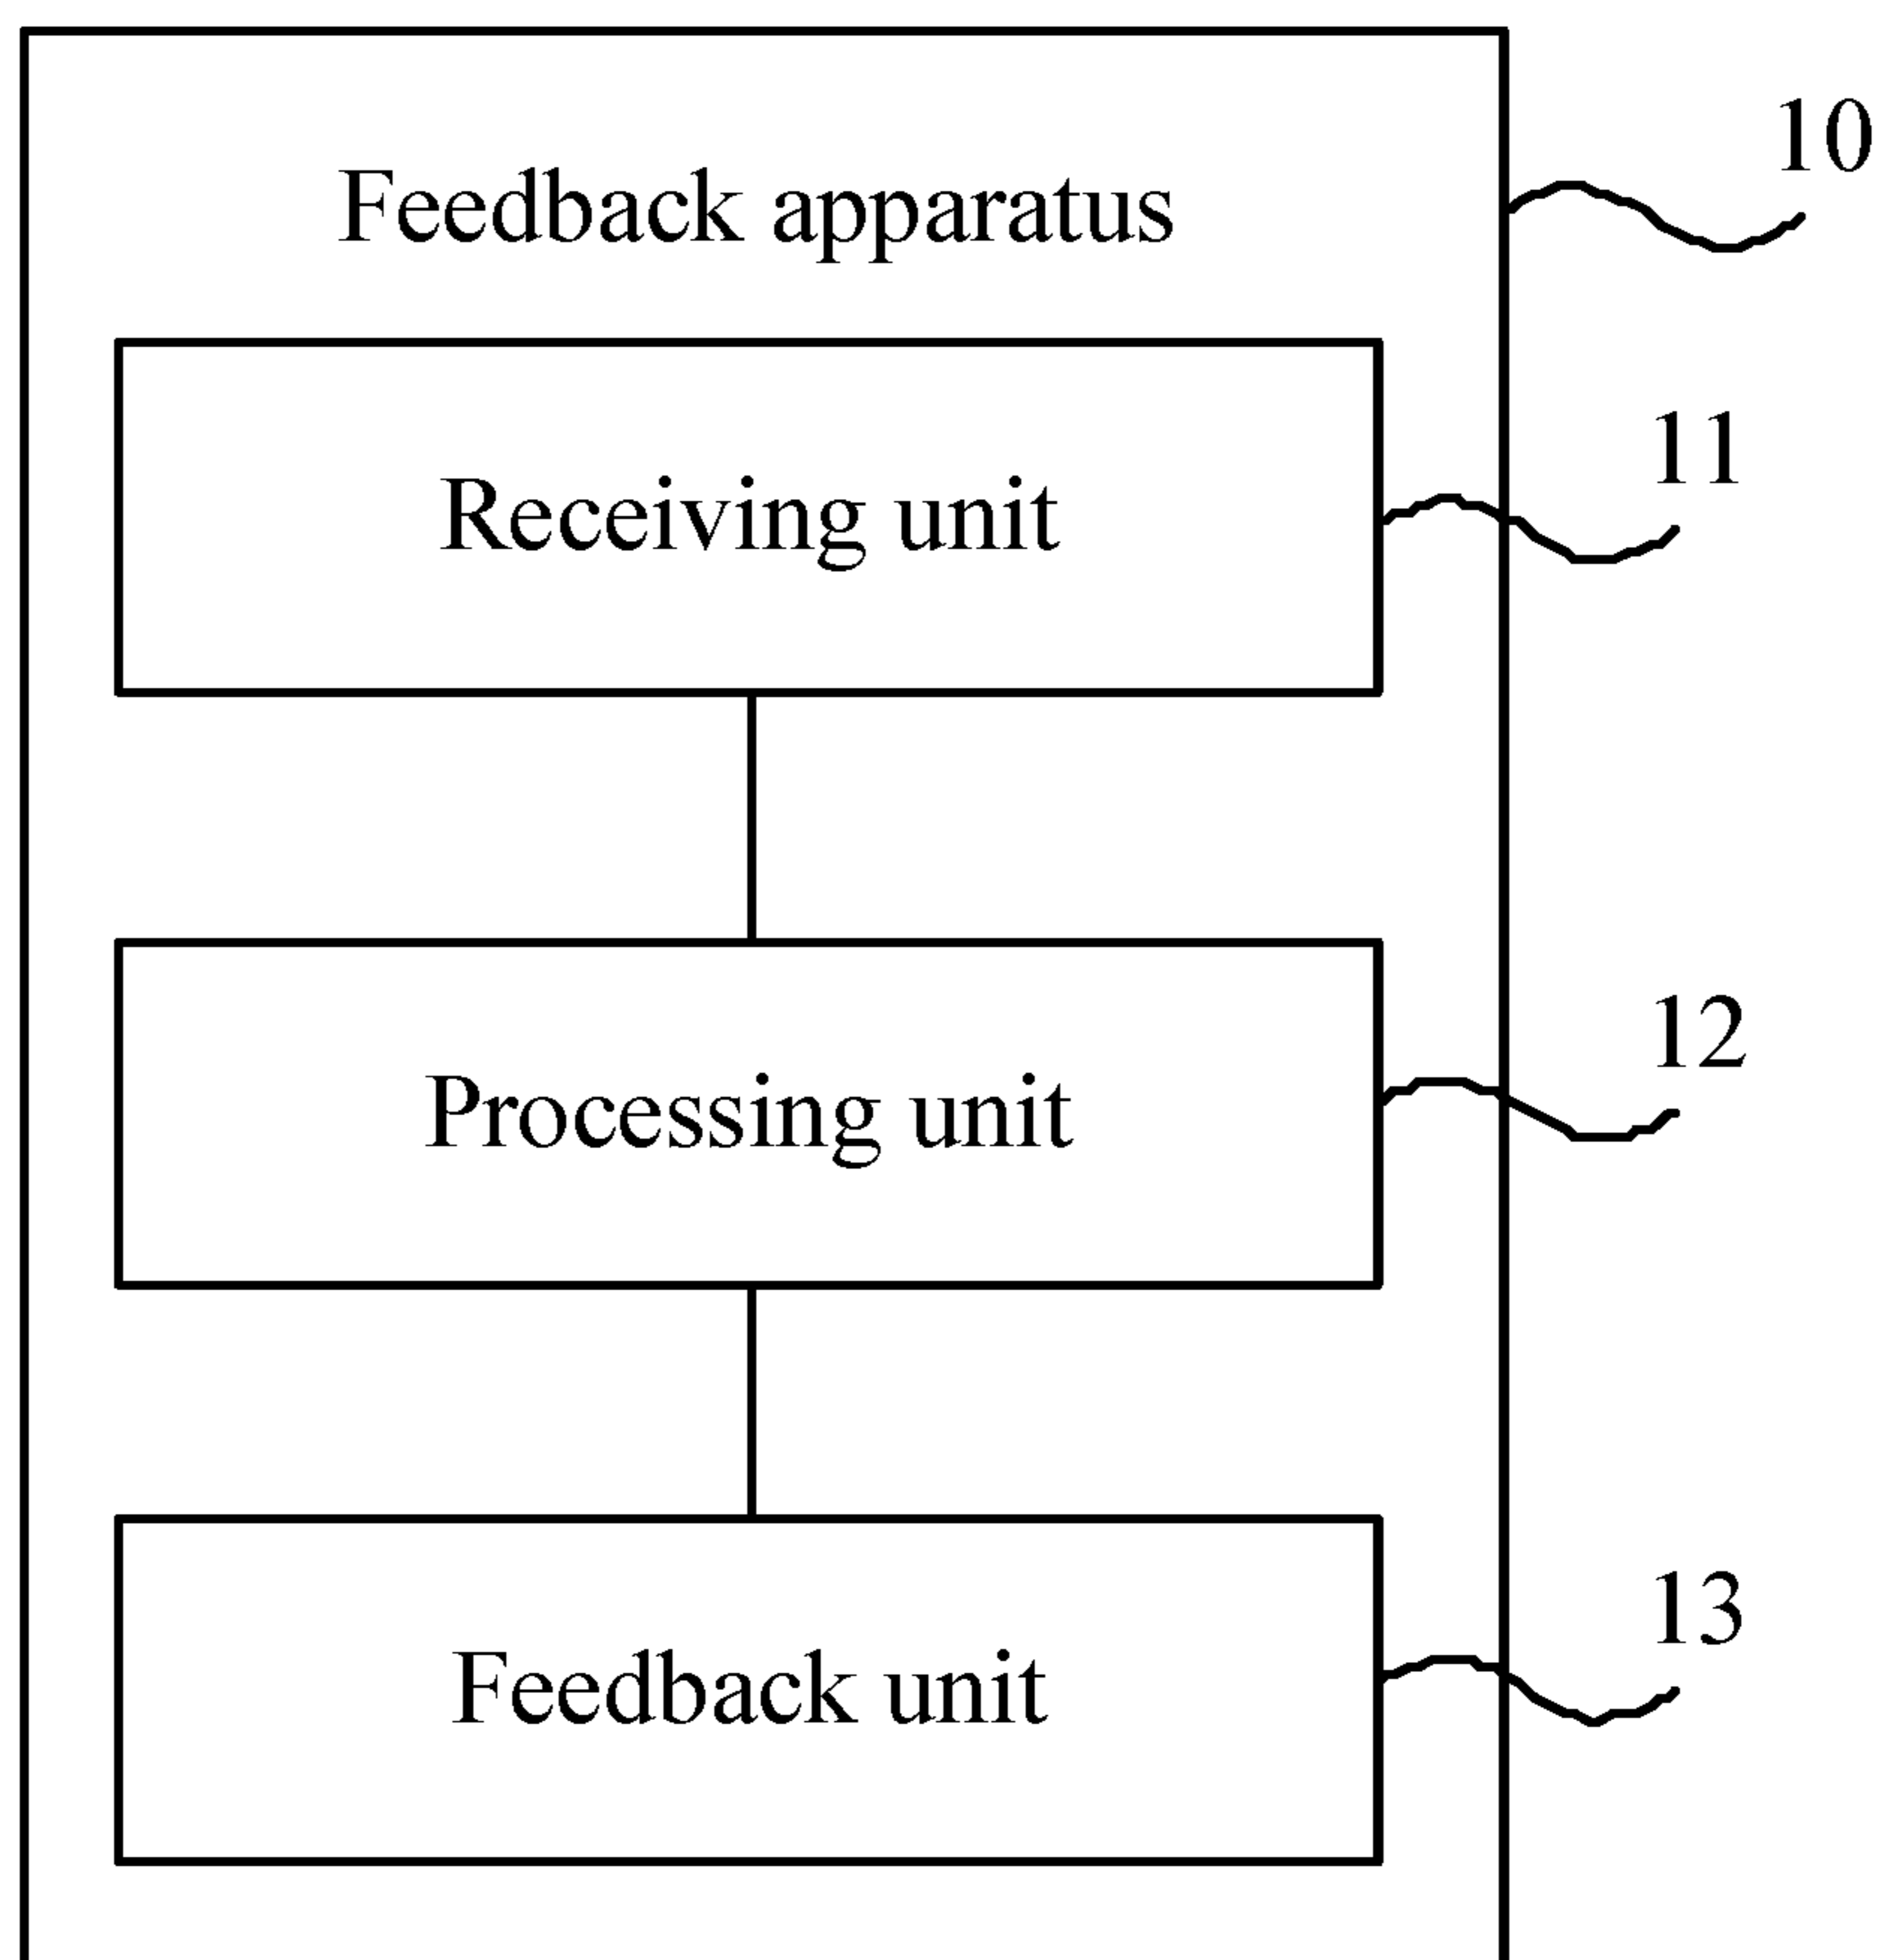 10
Feedback apparatus
11
Receiving unit
12
Processing unit
13
Feedback unit